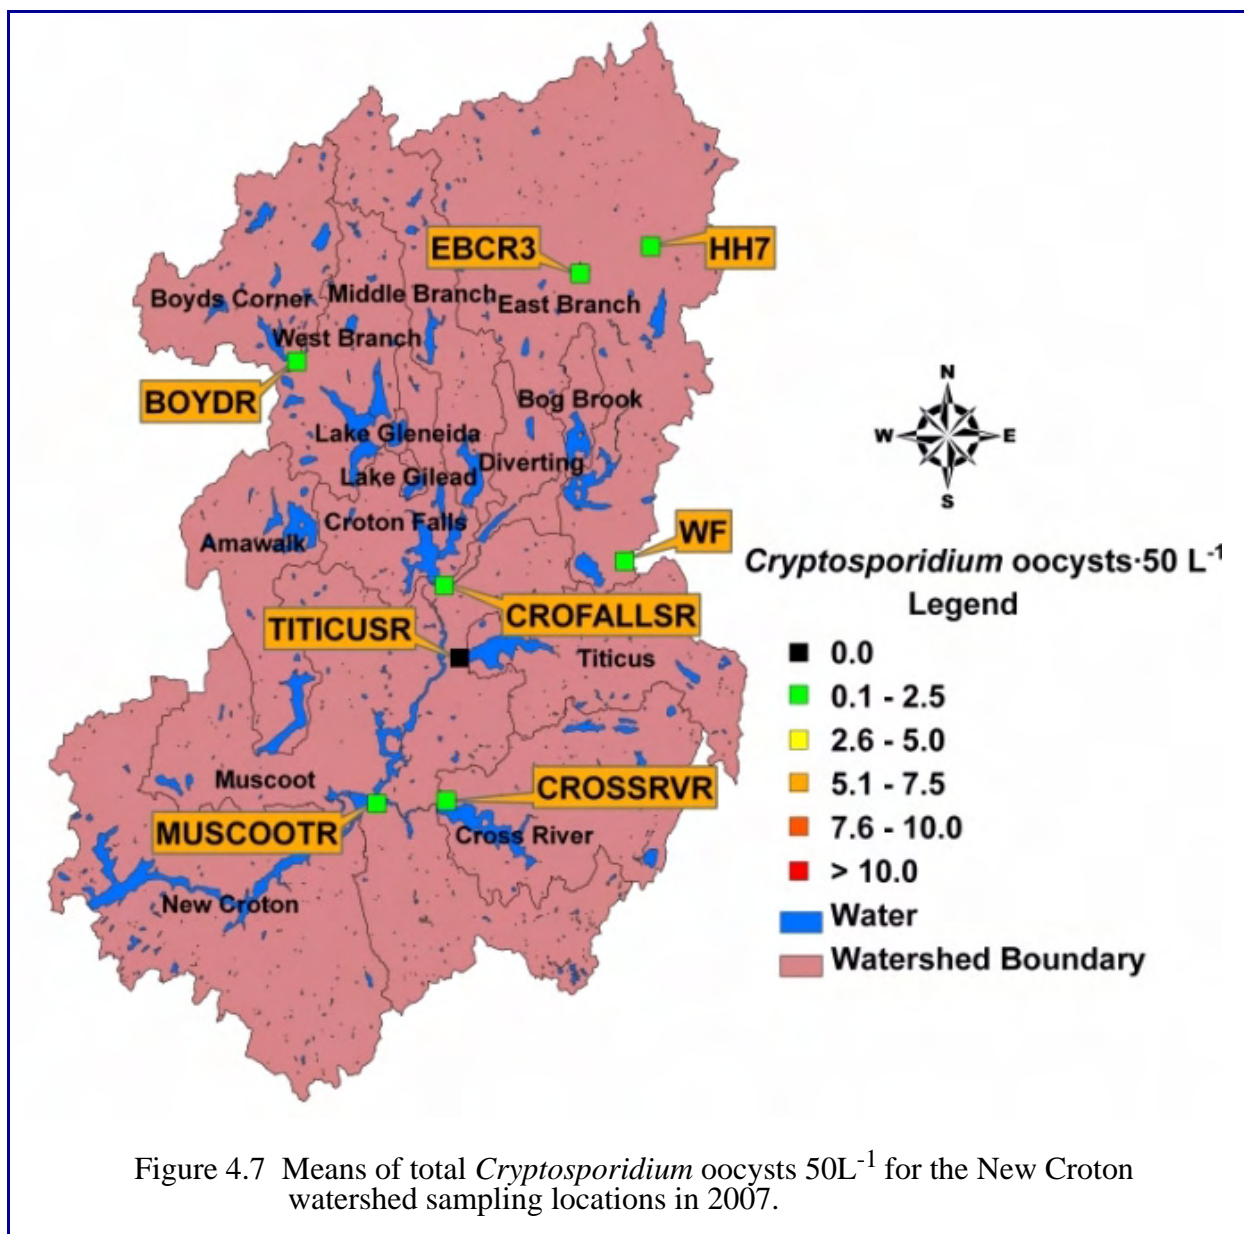 EBCR3
HH7
Boyds Corner
Middle Branch
East Branch
West Branch
BOYDR
Bog Brook
Lake Gleneida
Diverting
Lake Gilead
Croton Falls
Amawalk
WF
CROFALLSR
TITICUSR
Titicus
Muscoot
CROSSRVR
MUSCOOTR
Cross River
New Croton
N
W
E
S
Cryptosporidium oocysts·50 L⁻¹
Legend
0.0
0.1 - 2.5
2.6 - 5.0
5.1 - 7.5
7.6 - 10.0
> 10.0
Water
Watershed Boundary
Figure 4.7 Means of total Cryptosporidium oocysts 50L⁻¹ for the New Croton
watershed sampling locations in 2007.